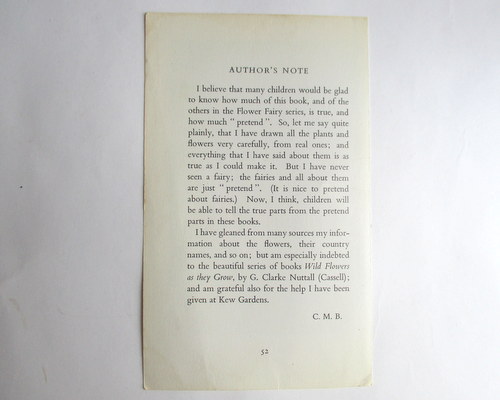 AUTHOR'S NOTE
I believe that many children would be glad
to know how much of this book, and of the
others in the Flower Fairy series, is true, and
how much " pretend ". So, let me say quite
plainly, that I have drawn all the plants and
flowers very carefully, from real ones; and
everything that I have said about them is as
true as I could make it. But I have never
seen a fairy; the fairies and all about them
are just " pretend ". (It is nice to pretend
about fairies.) Now, I think, children will
be able to tell the true parts from the pretend
parts in these books.
I have gleaned from many sources my infor-
mation about the flowers, their country
names, and so on; but am especially indebted
to the beautiful series of books Wild Flowers
as they Grow, by G. Clarke Nuttall (Cassell);
and am grateful also for the help I have been
given at Kew Gardens.
C. M. B.
52